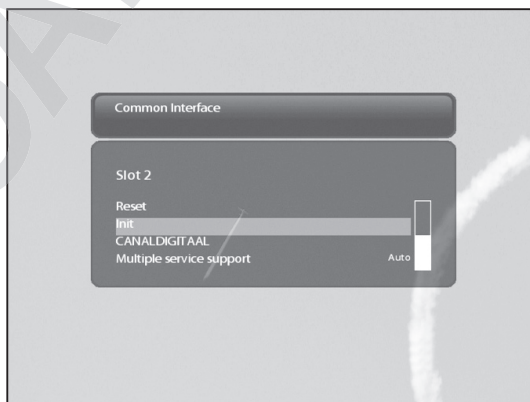 Common Interface
Slot 2
Reset
Init
CANALDIGITAAL
Multiple service support Auto